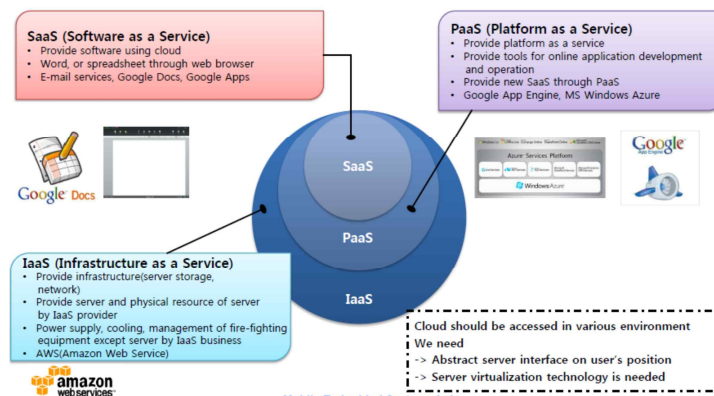 SaaS (Software as a Service)
• Provide software using cloud
• Word, or spreadsheet through web browser
• E-mail services, Google Docs, Google Apps
PaaS (Platform as a Service)
• Provide platform as a service
• Provide tools for online application development
and operation
• Provide new SaaS through PaaS
• Google App Engine, MS Windows Azure
Google Docs
SaaS
PaaS
IaaS
Azure Services Platform
Windows Azure
Google
App Engine
IaaS (Infrastructure as a Service)
• Provide infrastructure(server storage,
network)
• Provide server and physical resource of server
by IaaS provider
• Power supply, cooling, management of fire-fighting
equipment except server by IaaS business
• AWS(Amazon Web Service)
amazon
webservices™
Cloud should be accessed in various environment
We need
-> Abstract server interface on user's position
-> Server virtualization technology is needed